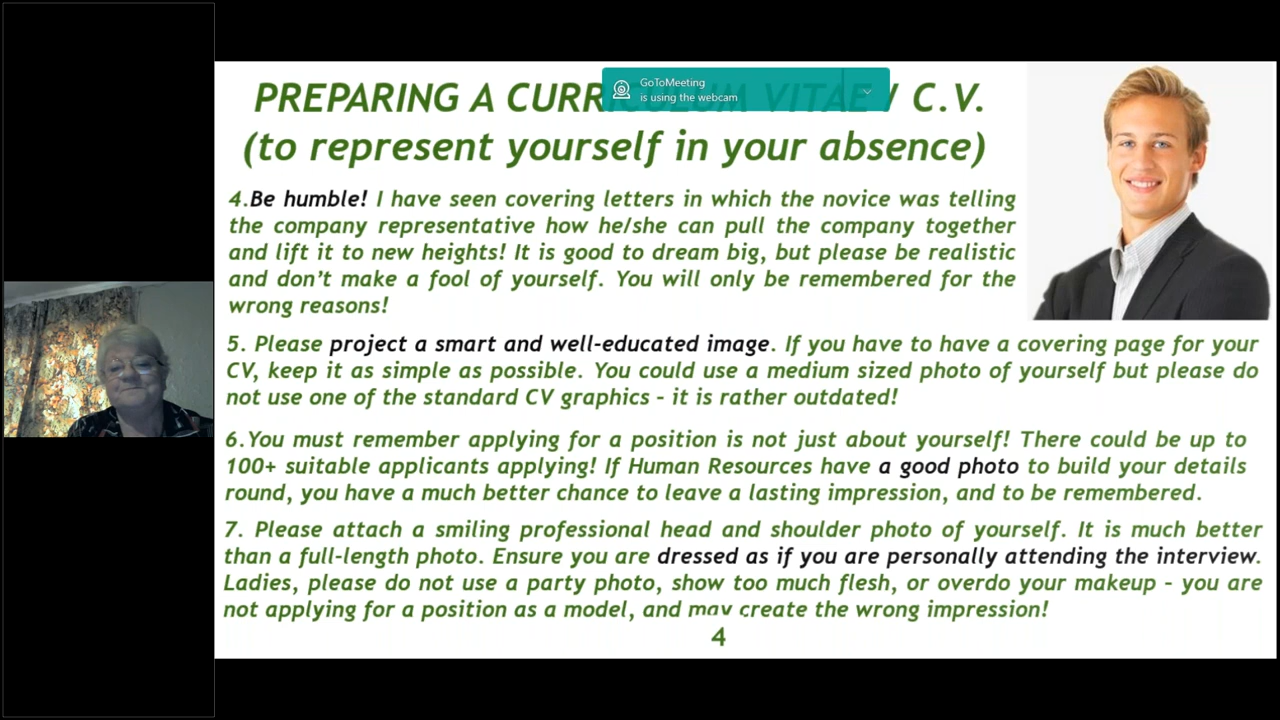 PREPARING A CURRICULUM VITAE / C.V.
GoToMeeting
is using the webcam
(to represent yourself in your absence)
4.Be humble! I have seen covering letters in which the novice was telling
the company representative how he/she can pull the company together
and lift it to new heights! It is good to dream big, but please be realistic
and don’t make a fool of yourself. You will only be remembered for the
wrong reasons!
5. Please project a smart and well-educated image. If you have to have a covering page for your
CV, keep it as simple as possible. You could use a medium sized photo of yourself but please do
not use one of the standard CV graphics – it is rather outdated!
6.You must remember applying for a position is not just about yourself! There could be up to
100+ suitable applicants applying! If Human Resources have a good photo to build your details
round, you have a much better chance to leave a lasting impression, and to be remembered.
7. Please attach a smiling professional head and shoulder photo of yourself. It is much better
than a full-length photo. Ensure you are dressed as if you are personally attending the interview.
Ladies, please do not use a party photo, show too much flesh, or overdo your makeup – you are
not applying for a position as a model, and may create the wrong impression!
4